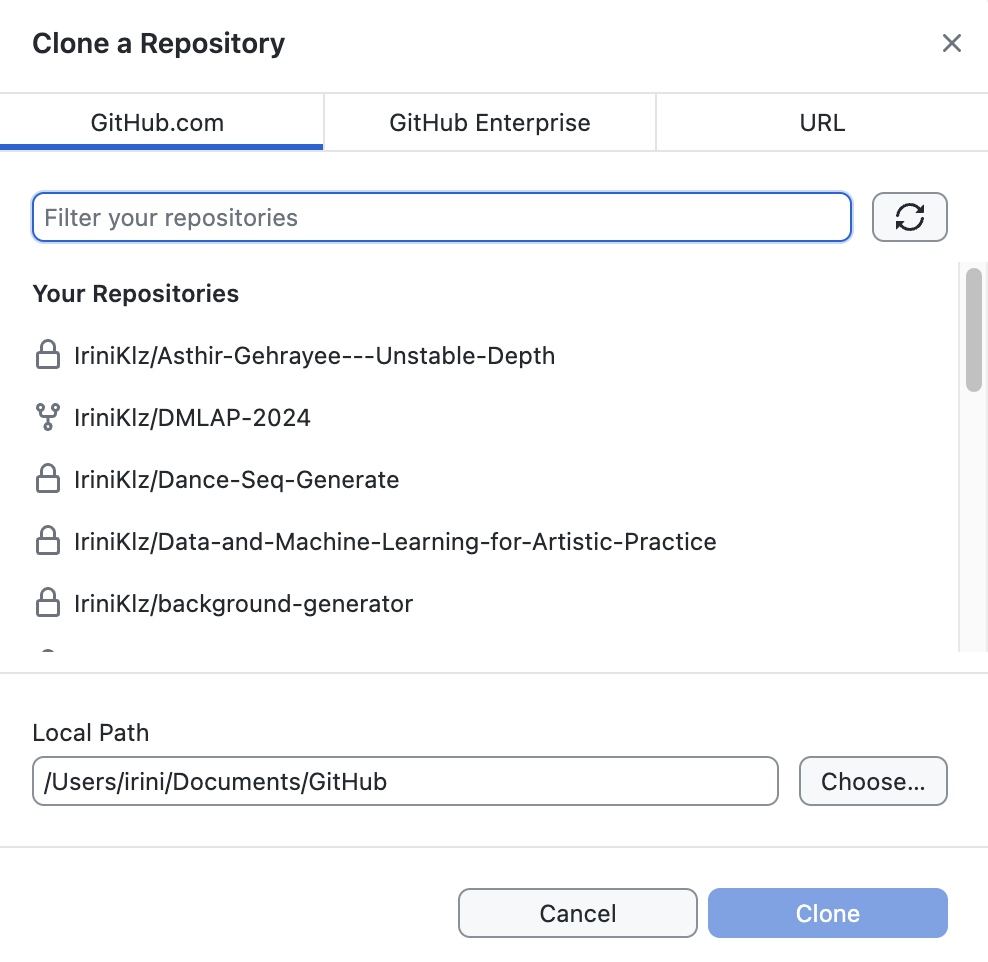 Clone a Repository
GitHub.com
GitHub Enterprise
URL
Filter your repositories
Your Repositories
IriniKlz/Asthir-Gehrayee---Unstable-Depth
IriniKlz/DMLAP-2024
IriniKlz/Dance-Seq-Generate
IriniKlz/Data-and-Machine-Learning-for-Artistic-Practice
IriniKlz/background-generator
Local Path
/Users/irini/Documents/GitHub
Choose...
Cancel
Clone